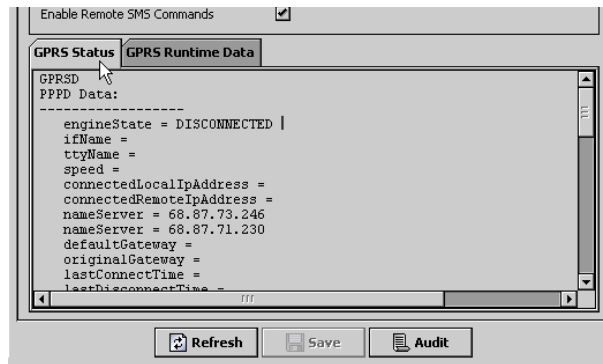 Enable Remote SMS Commands
GPRS Status GPRS Runtime Data
GPRSD
PPPD Data:
------------------
engineState = DISCONNECTED
ifName =
ttyName =
speed =
connectedLocalIpAddress =
connectedRemoteIpAddress =
nameServer = 68.87.73.246
nameServer = 68.87.71.230
defaultGateway =
originalGateway =
lastConnectTime =
lastDisconnectTime =
Refresh Save Audit